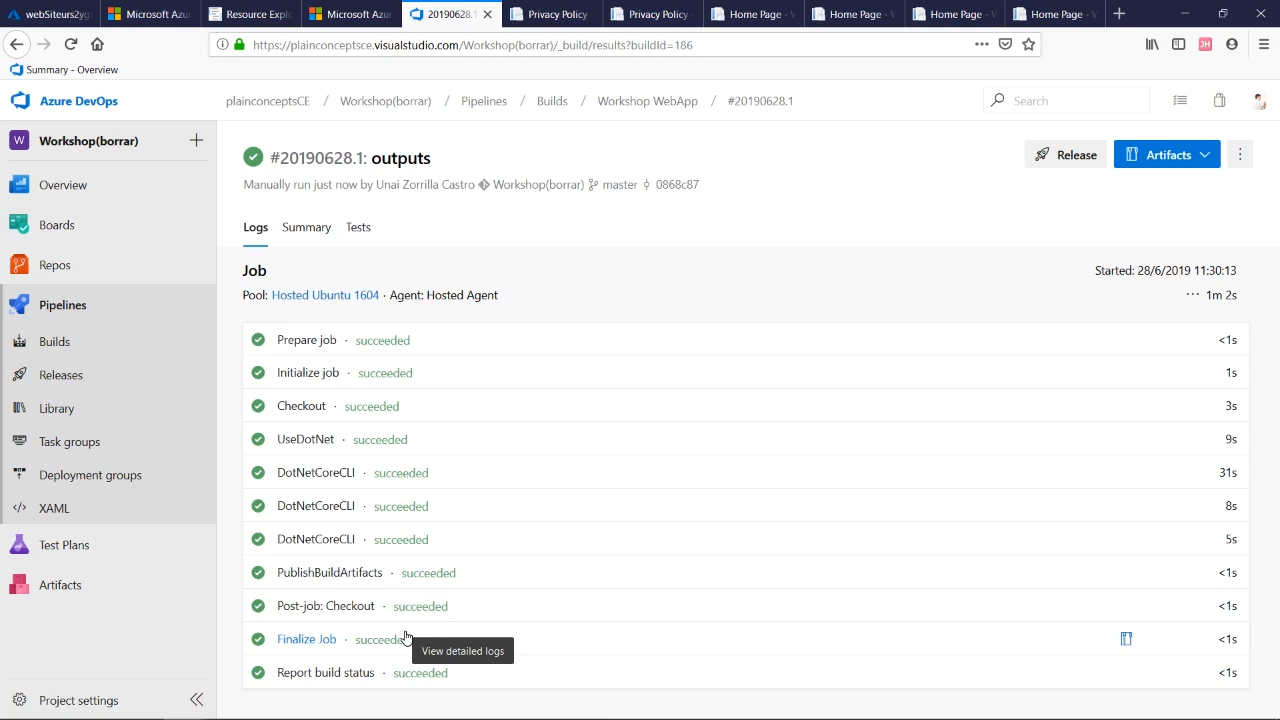 webSiteurs2yg
Microsoft Azu
Resource Expl
Microsoft Azu
20190628.1
Privacy Policy
Privacy Policy
Home Page -
Home Page -
Home Page -
Home Page -
https://plainconceptsce.visualstudio.com/Workshop(borrar)/_build/results?buildId=186
JH
Summary - Overview
Azure DevOps
plainconceptsCE / Workshop(borrar) / Pipelines / Builds / Workshop WebApp / #20190628.1
Search
W Workshop(borrar)
Overview
Boards
Repos
Pipelines
Builds
Releases
Library
Task groups
Deployment groups
XAML
Test Plans
Artifacts
Project settings
#20190628.1: outputs
Release
Artifacts
Manually run just now by Unai Zorrilla Castro Workshop(borrar) master 0868c87
Logs Summary Tests
Job
Started: 28/6/2019 11:30:13
Pool: Hosted Ubuntu 1604 · Agent: Hosted Agent
··· 1m 2s
Prepare job · succeeded <1s
Initialize job · succeeded 1s
Checkout · succeeded 3s
UseDotNet · succeeded 9s
DotNetCoreCLI · succeeded 31s
DotNetCoreCLI · succeeded 8s
DotNetCoreCLI · succeeded 5s
PublishBuildArtifacts · succeeded <1s
Post-job: Checkout · succeeded <1s
Finalize Job · succeede <1s
View detailed logs
Report build status · succeeded <1s